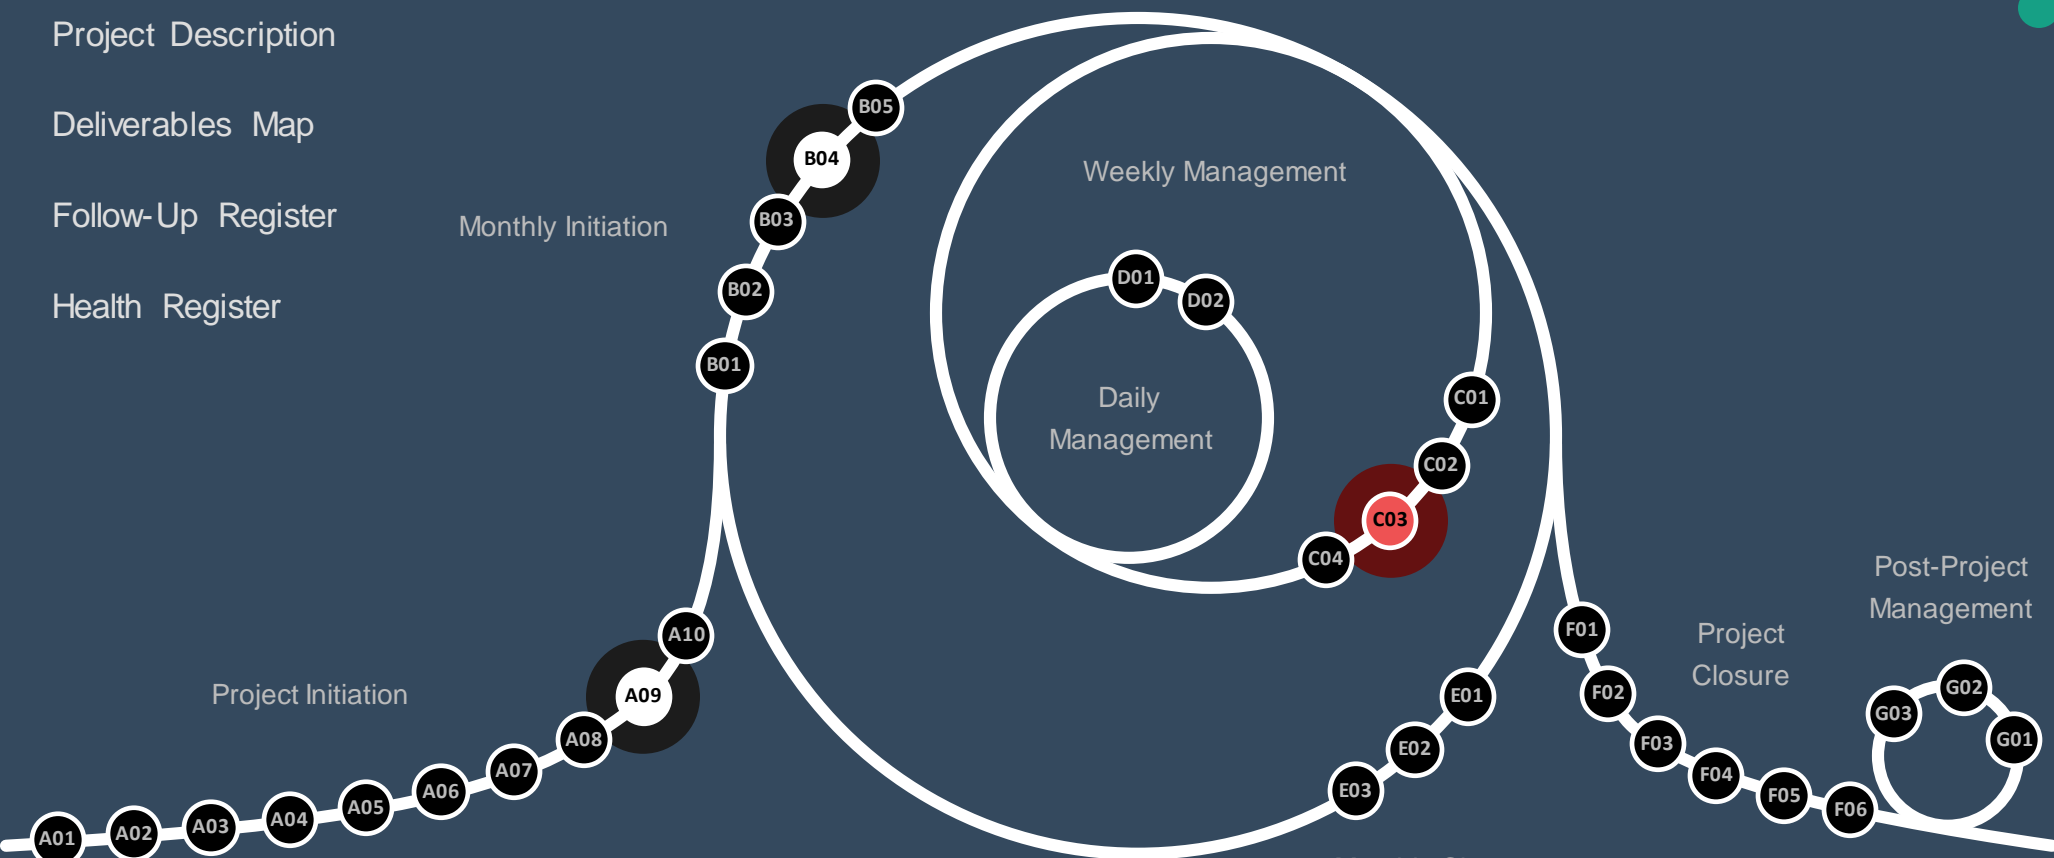 Project Description
Deliverables Map
Follow-Up Register
Health Register
Monthly Initiation
Weekly Management
Daily
Management
Project Initiation
Project
Closure
Post-Project
Management
A01
A02
A03
A04
A05
A06
A07
A08
A09
A10
B01
B02
B03
B04
B05
C01
C02
C03
C04
D01
D02
E01
E02
E03
F01
F02
F03
F04
F05
F06
G01
G02
G03